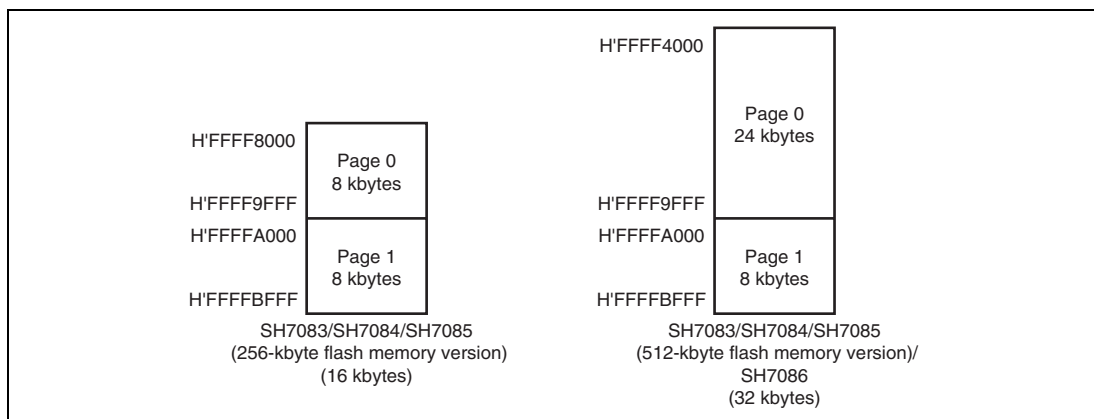 H'FFFF8000
Page 0
8 kbytes
H'FFFF9FFF
H'FFFFA000
Page 1
8 kbytes
H'FFFFBFFF
SH7083/SH7084/SH7085
(256-kbyte flash memory version)
(16 kbytes)
H'FFFF4000
Page 0
24 kbytes
H'FFFF9FFF
H'FFFFA000
Page 1
8 kbytes
H'FFFFBFFF
SH7083/SH7084/SH7085
(512-kbyte flash memory version)/
SH7086
(32 kbytes)